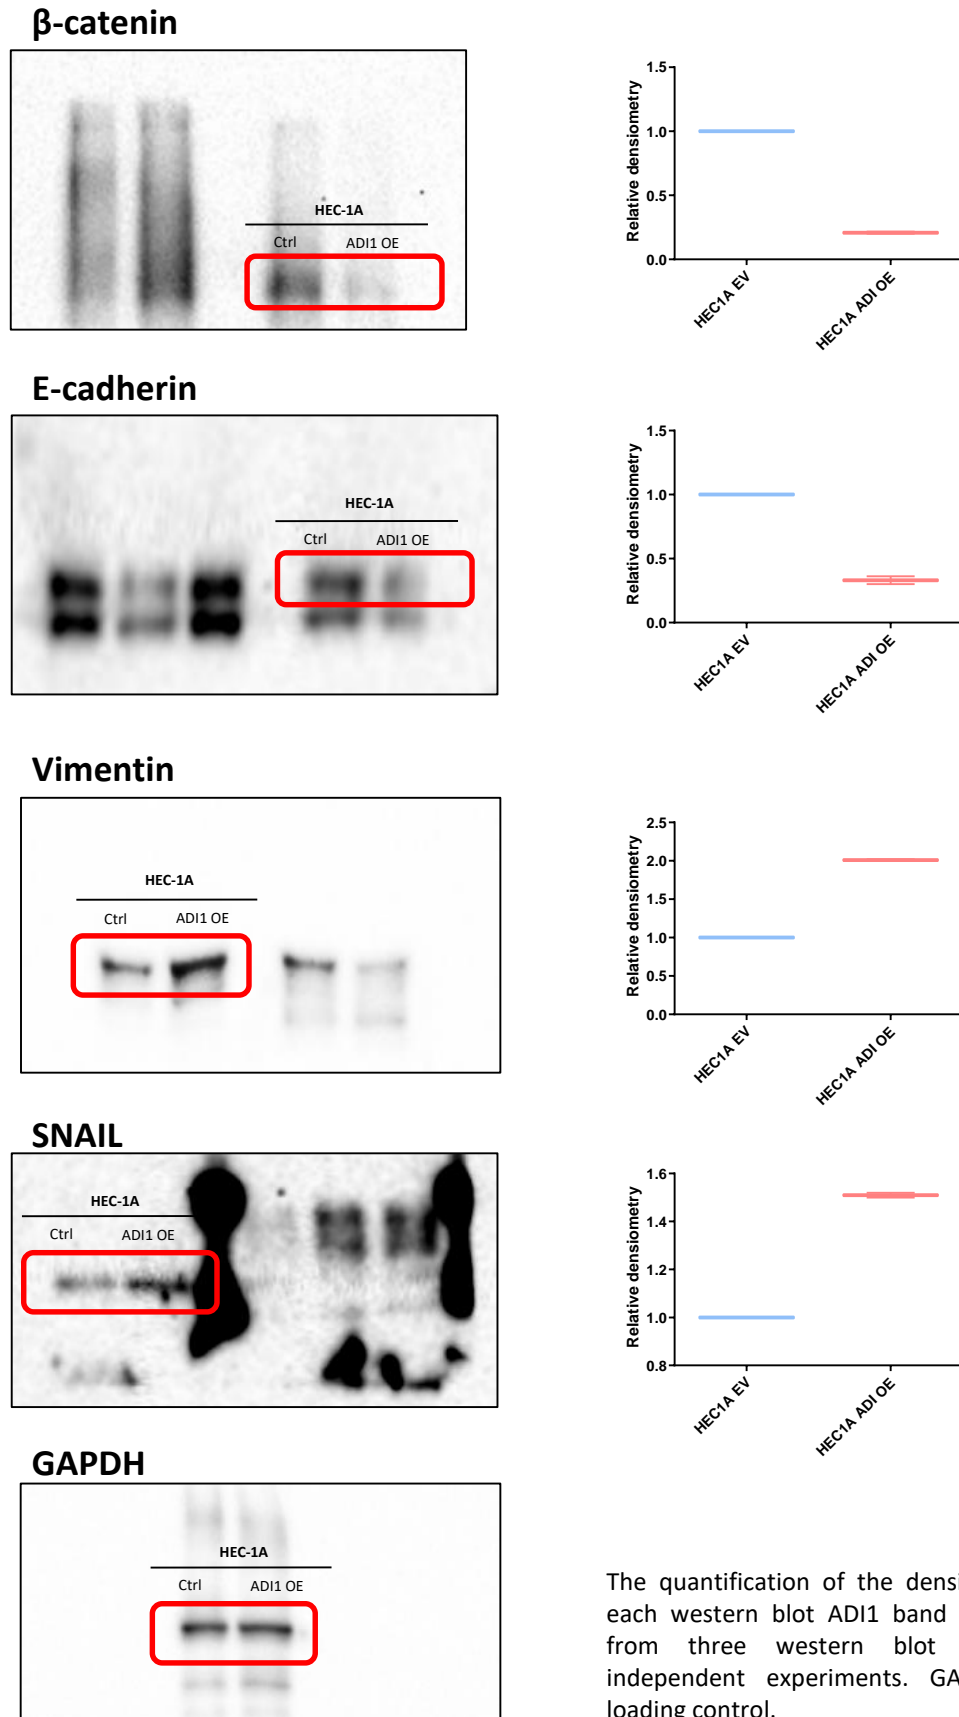 β-catenin
HEC-1A
Ctrl ADI1 OE
1.5
1.0
0.5
0.0
Relative densiometry
HEC1A EV
HEC1A ADI OE
E-cadherin
HEC-1A
Ctrl ADI1 OE
1.5
1.0
0.5
0.0
Relative densiometry
HEC1A EV
HEC1A ADI OE
Vimentin
HEC-1A
Ctrl ADI1 OE
2.5
2.0
1.0
0.5
0.0
Relative densiometry
HEC1A EV
HEC1A ADI OE
SNAIL
HEC-1A
Ctrl ADI1 OE
1.6
1.4
1.2
1.0
0.8
Relative densiometry
HEC1A EV
HEC1A ADI OE
GAPDH
HEC-1A
Ctrl ADI1 OE
The quantification of the densi
each western blot ADI1 band
from three western blot
independent experiments. GA
loading control.